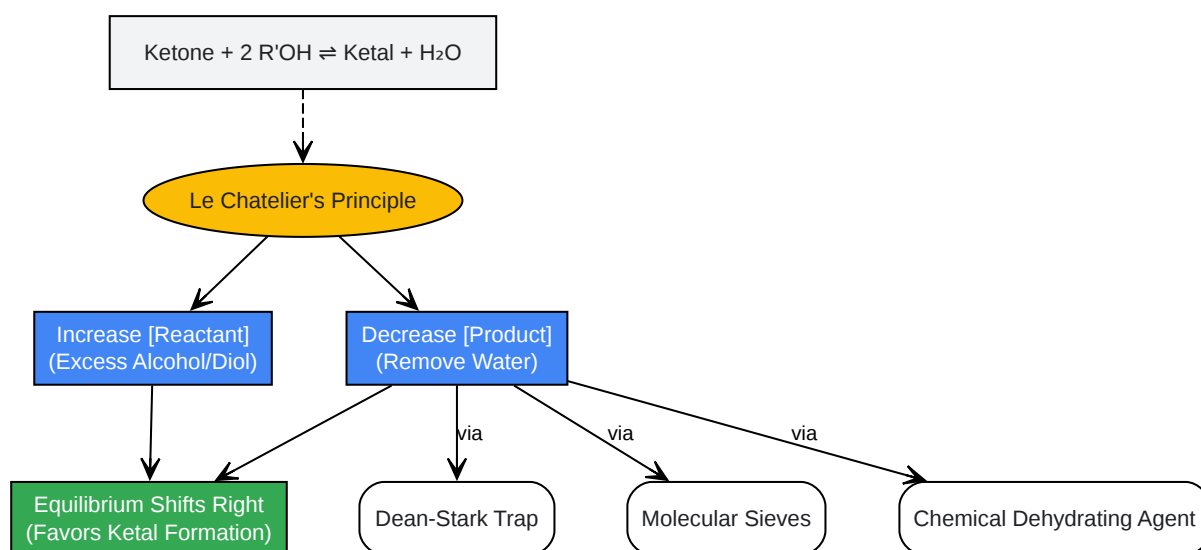 Ketone + 2 R'OH ⇌ Ketal + H₂O
Le Chatelier's Principle
Increase [Reactant]
(Excess Alcohol/Diol)
Decrease [Product]
(Remove Water)
via
via
via
Equilibrium Shifts Right
(Favors Ketal Formation)
Dean-Stark Trap
Molecular Sieves
Chemical Dehydrating Agent